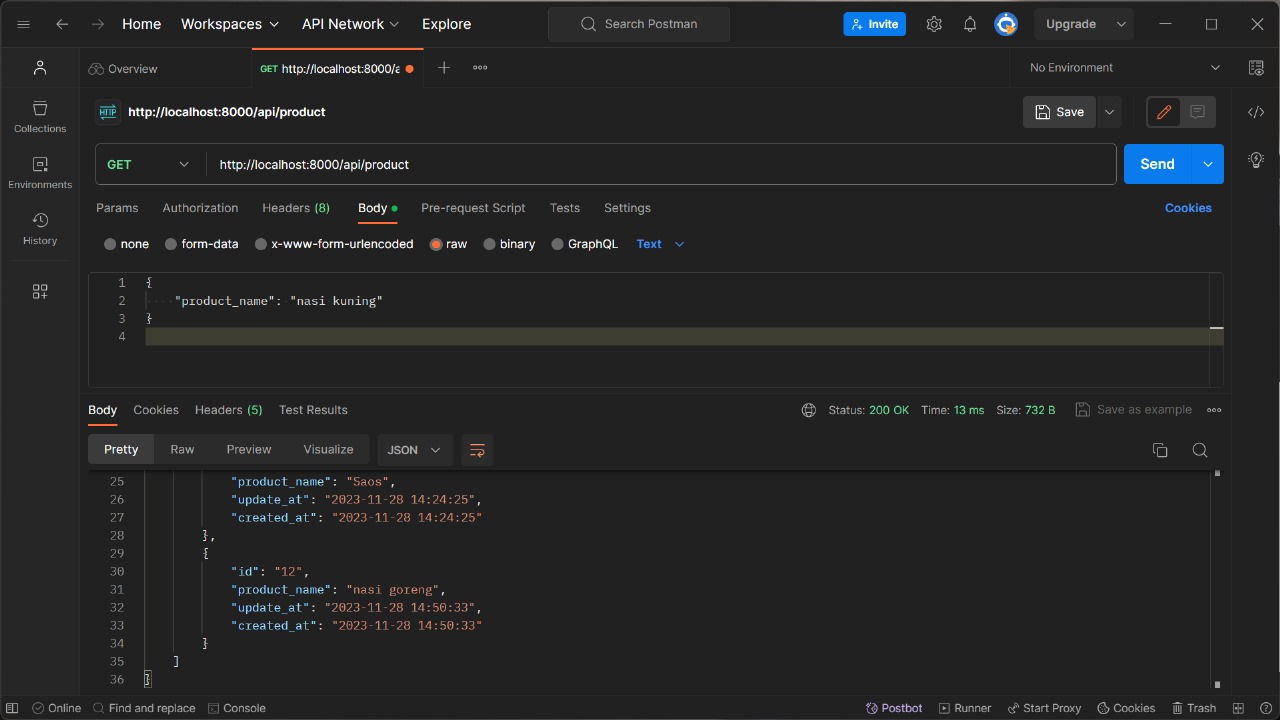 Home Workspaces API Network Explore Search Postman Invite Upgrade
Overview GET http://localhost:8000/a No Environment
HTTP http://localhost:8000/api/product Save
Collections
GET http://localhost:8000/api/product Send
Environments
Params Authorization Headers (8) Body Pre-request Script Tests Settings Cookies
History
none form-data x-www-form-urlencoded raw binary GraphQL Text
1 {
2 "product_name": "nasi kuning"
3 }
4
Body Cookies Headers (5) Test Results Status: 200 OK Time: 13 ms Size: 732 B Save as example
Pretty Raw Preview Visualize JSON
25 "product_name": "Saos",
26 "update_at": "2023-11-28 14:24:25",
27 "created_at": "2023-11-28 14:24:25"
28 },
29 {
30 "id": "12",
31 "product_name": "nasi goreng",
32 "update_at": "2023-11-28 14:50:33",
33 "created_at": "2023-11-28 14:50:33"
34 }
35 ]
36 }
Online Find and replace Console Postbot Runner Start Proxy Cookies Trash